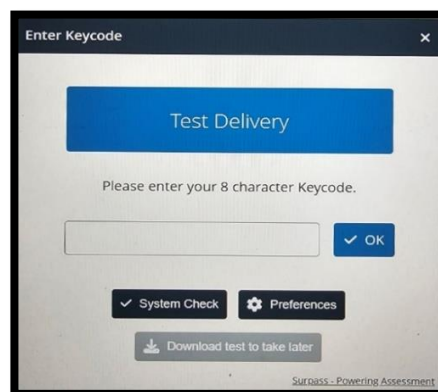 Enter Keycode ×
Test Delivery
Please enter your 8 character Keycode.
✓ OK
✓ System Check Preferences
Download test to take later
Surpass - Powering Assessment